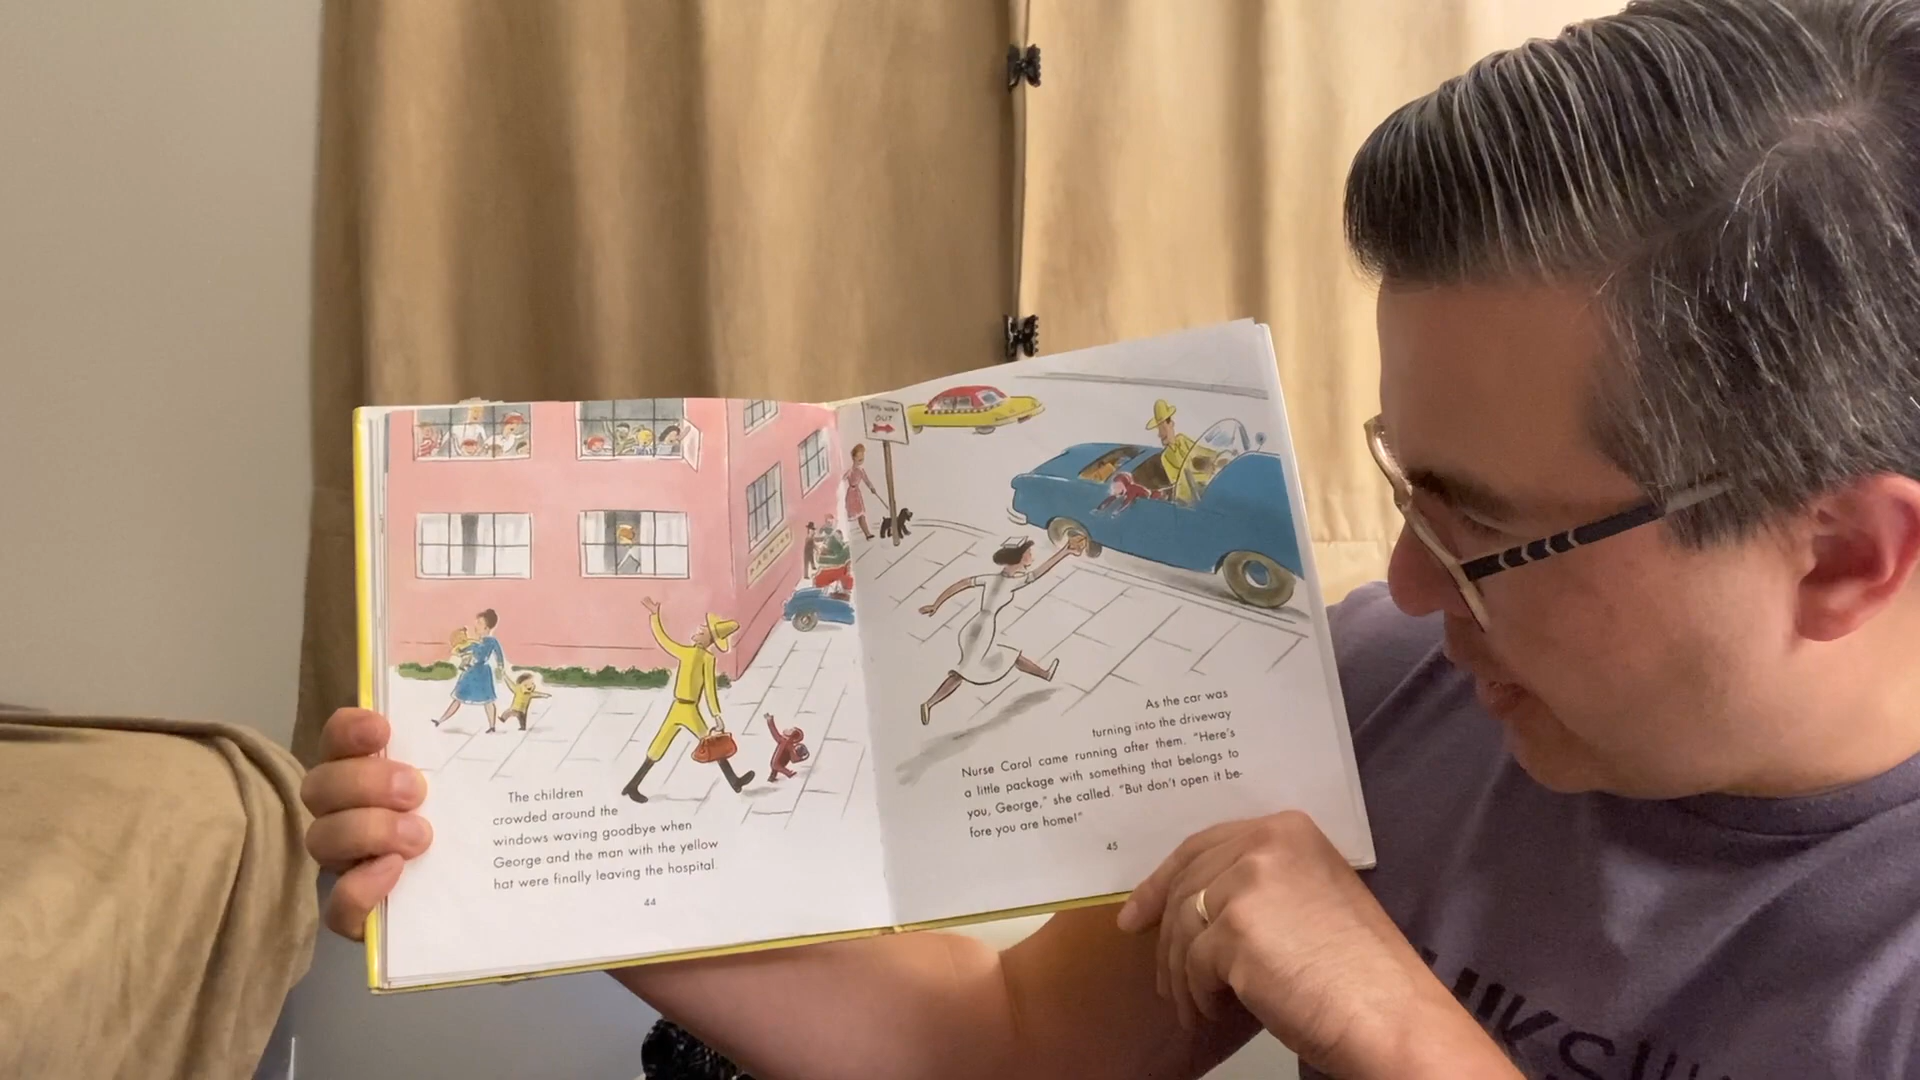 The children
crowded around the
windows waving goodbye when
George and the man with the yellow
hat were finally leaving the hospital.
44
THIS WAY
OUT
PARKING
As the car was
turning into the driveway
Nurse Carol came running after them. "Here's
a little package with something that belongs to
you, George," she called. "But don't open it be-
fore you are home!"
45